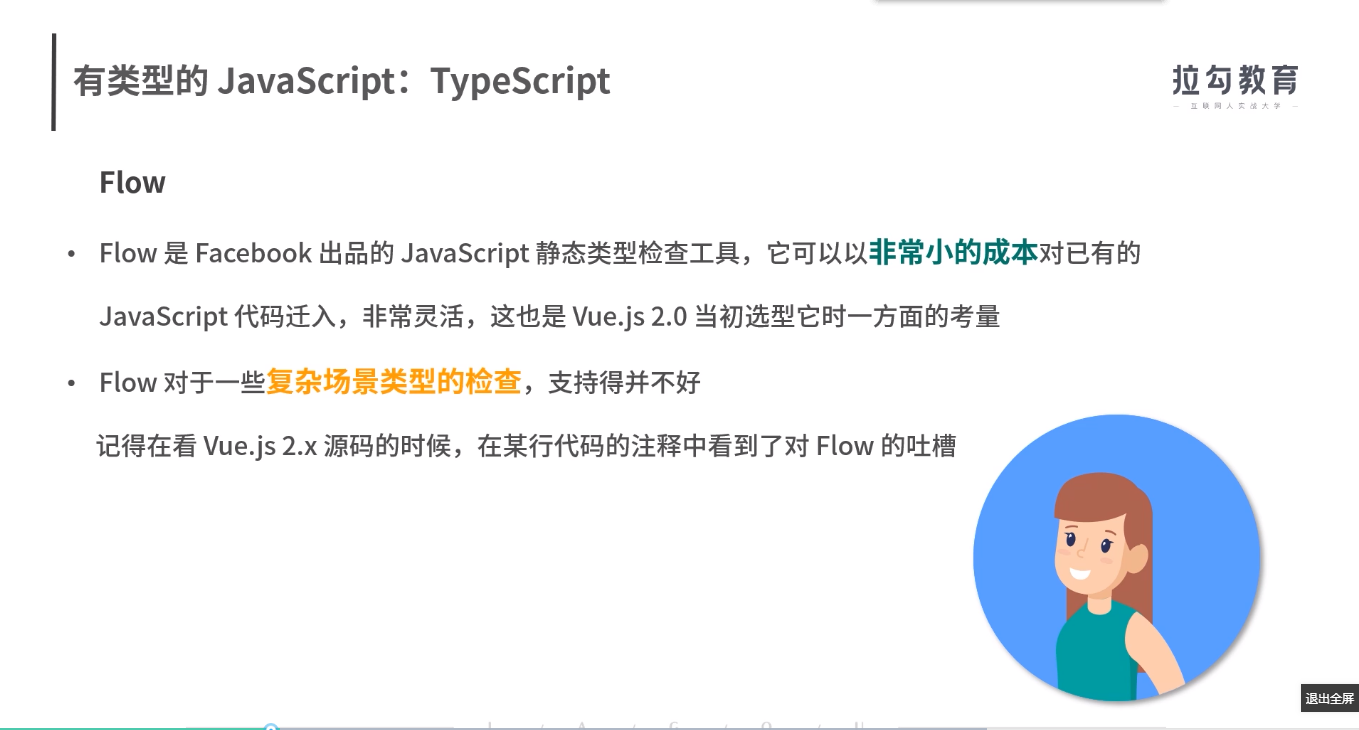 有类型的 JavaScript：TypeScript
拉勾教育
— 互联网人实战大学 —
Flow
• Flow 是 Facebook 出品的 JavaScript 静态类型检查工具，它可以以非常小的成本对已有的
JavaScript 代码迁入，非常灵活，这也是 Vue.js 2.0 当初选型它时一方面的考量
• Flow 对于一些复杂场景类型的检查，支持得并不好
记得在看 Vue.js 2.x 源码的时候，在某行代码的注释中看到了对 Flow 的吐槽
退出全屏